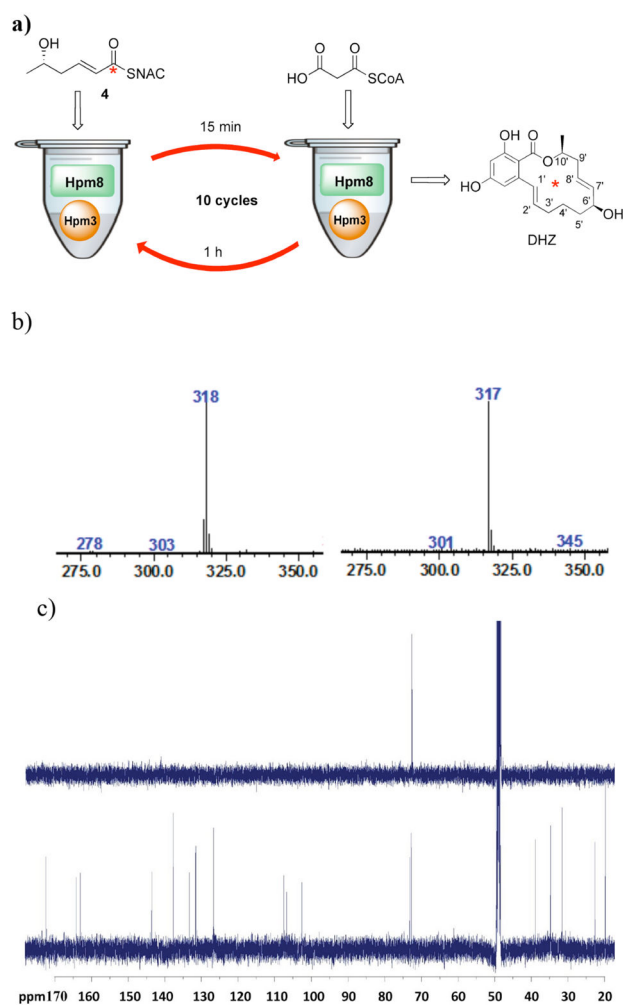 a)
OH
O
SNAC
*
4
O O
HO SCoA
15 min
Hpm8
Hpm3
10 cycles
1 h
Hpm8
Hpm3
OH O
O 10' 9'
8' 7'
1' * 6'
HO 2' 3' 4' 5' OH
DHZ
b)
318
278 303
275.0 300.0 325.0 350.0
317
301 345
275.0 300.0 325.0 350.0
c)
ppm170 160 150 140 130 120 110 100 90 80 70 60 50 40 30 20